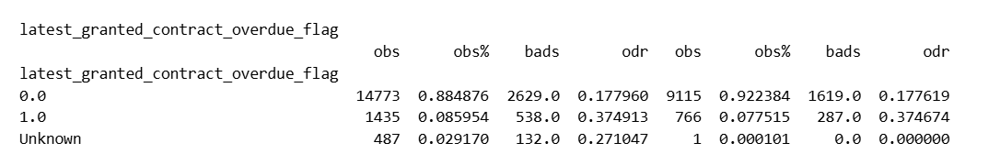 latest_granted_contract_overdue_flag
obs obs% bads odr obs obs% bads odr
latest_granted_contract_overdue_flag
0.0 14773 0.884876 2629.0 0.177960 9115 0.922384 1619.0 0.177619
1.0 1435 0.085954 538.0 0.374913 766 0.077515 287.0 0.374674
Unknown 487 0.029170 132.0 0.271047 1 0.000101 0.0 0.000000